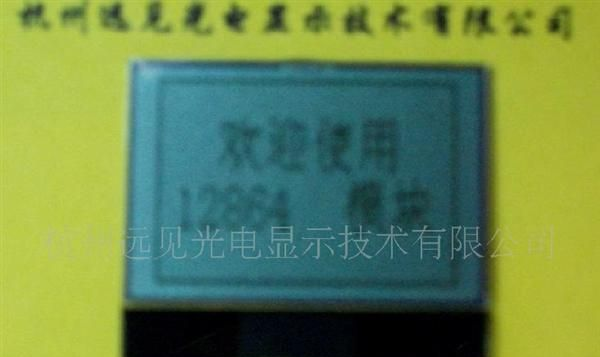 杭州远见光电显示技术有限公司
欢迎使用
12864 模块
杭州远见光电显示技术有限公司